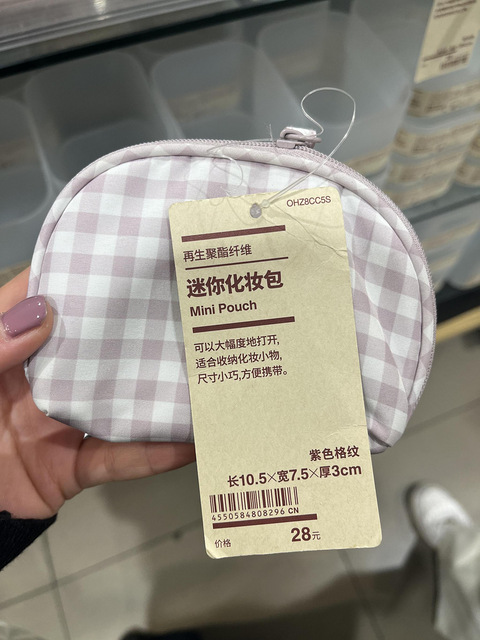 OHZ8CC5S
再生聚酯纤维
迷你化妆包
Mini Pouch
可以大幅度地打开,
适合收纳化妆小物,
尺寸小巧,方便携带。
紫色格纹
长10.5×宽7.5×厚3cm
4550584808296 CN
价格 28元